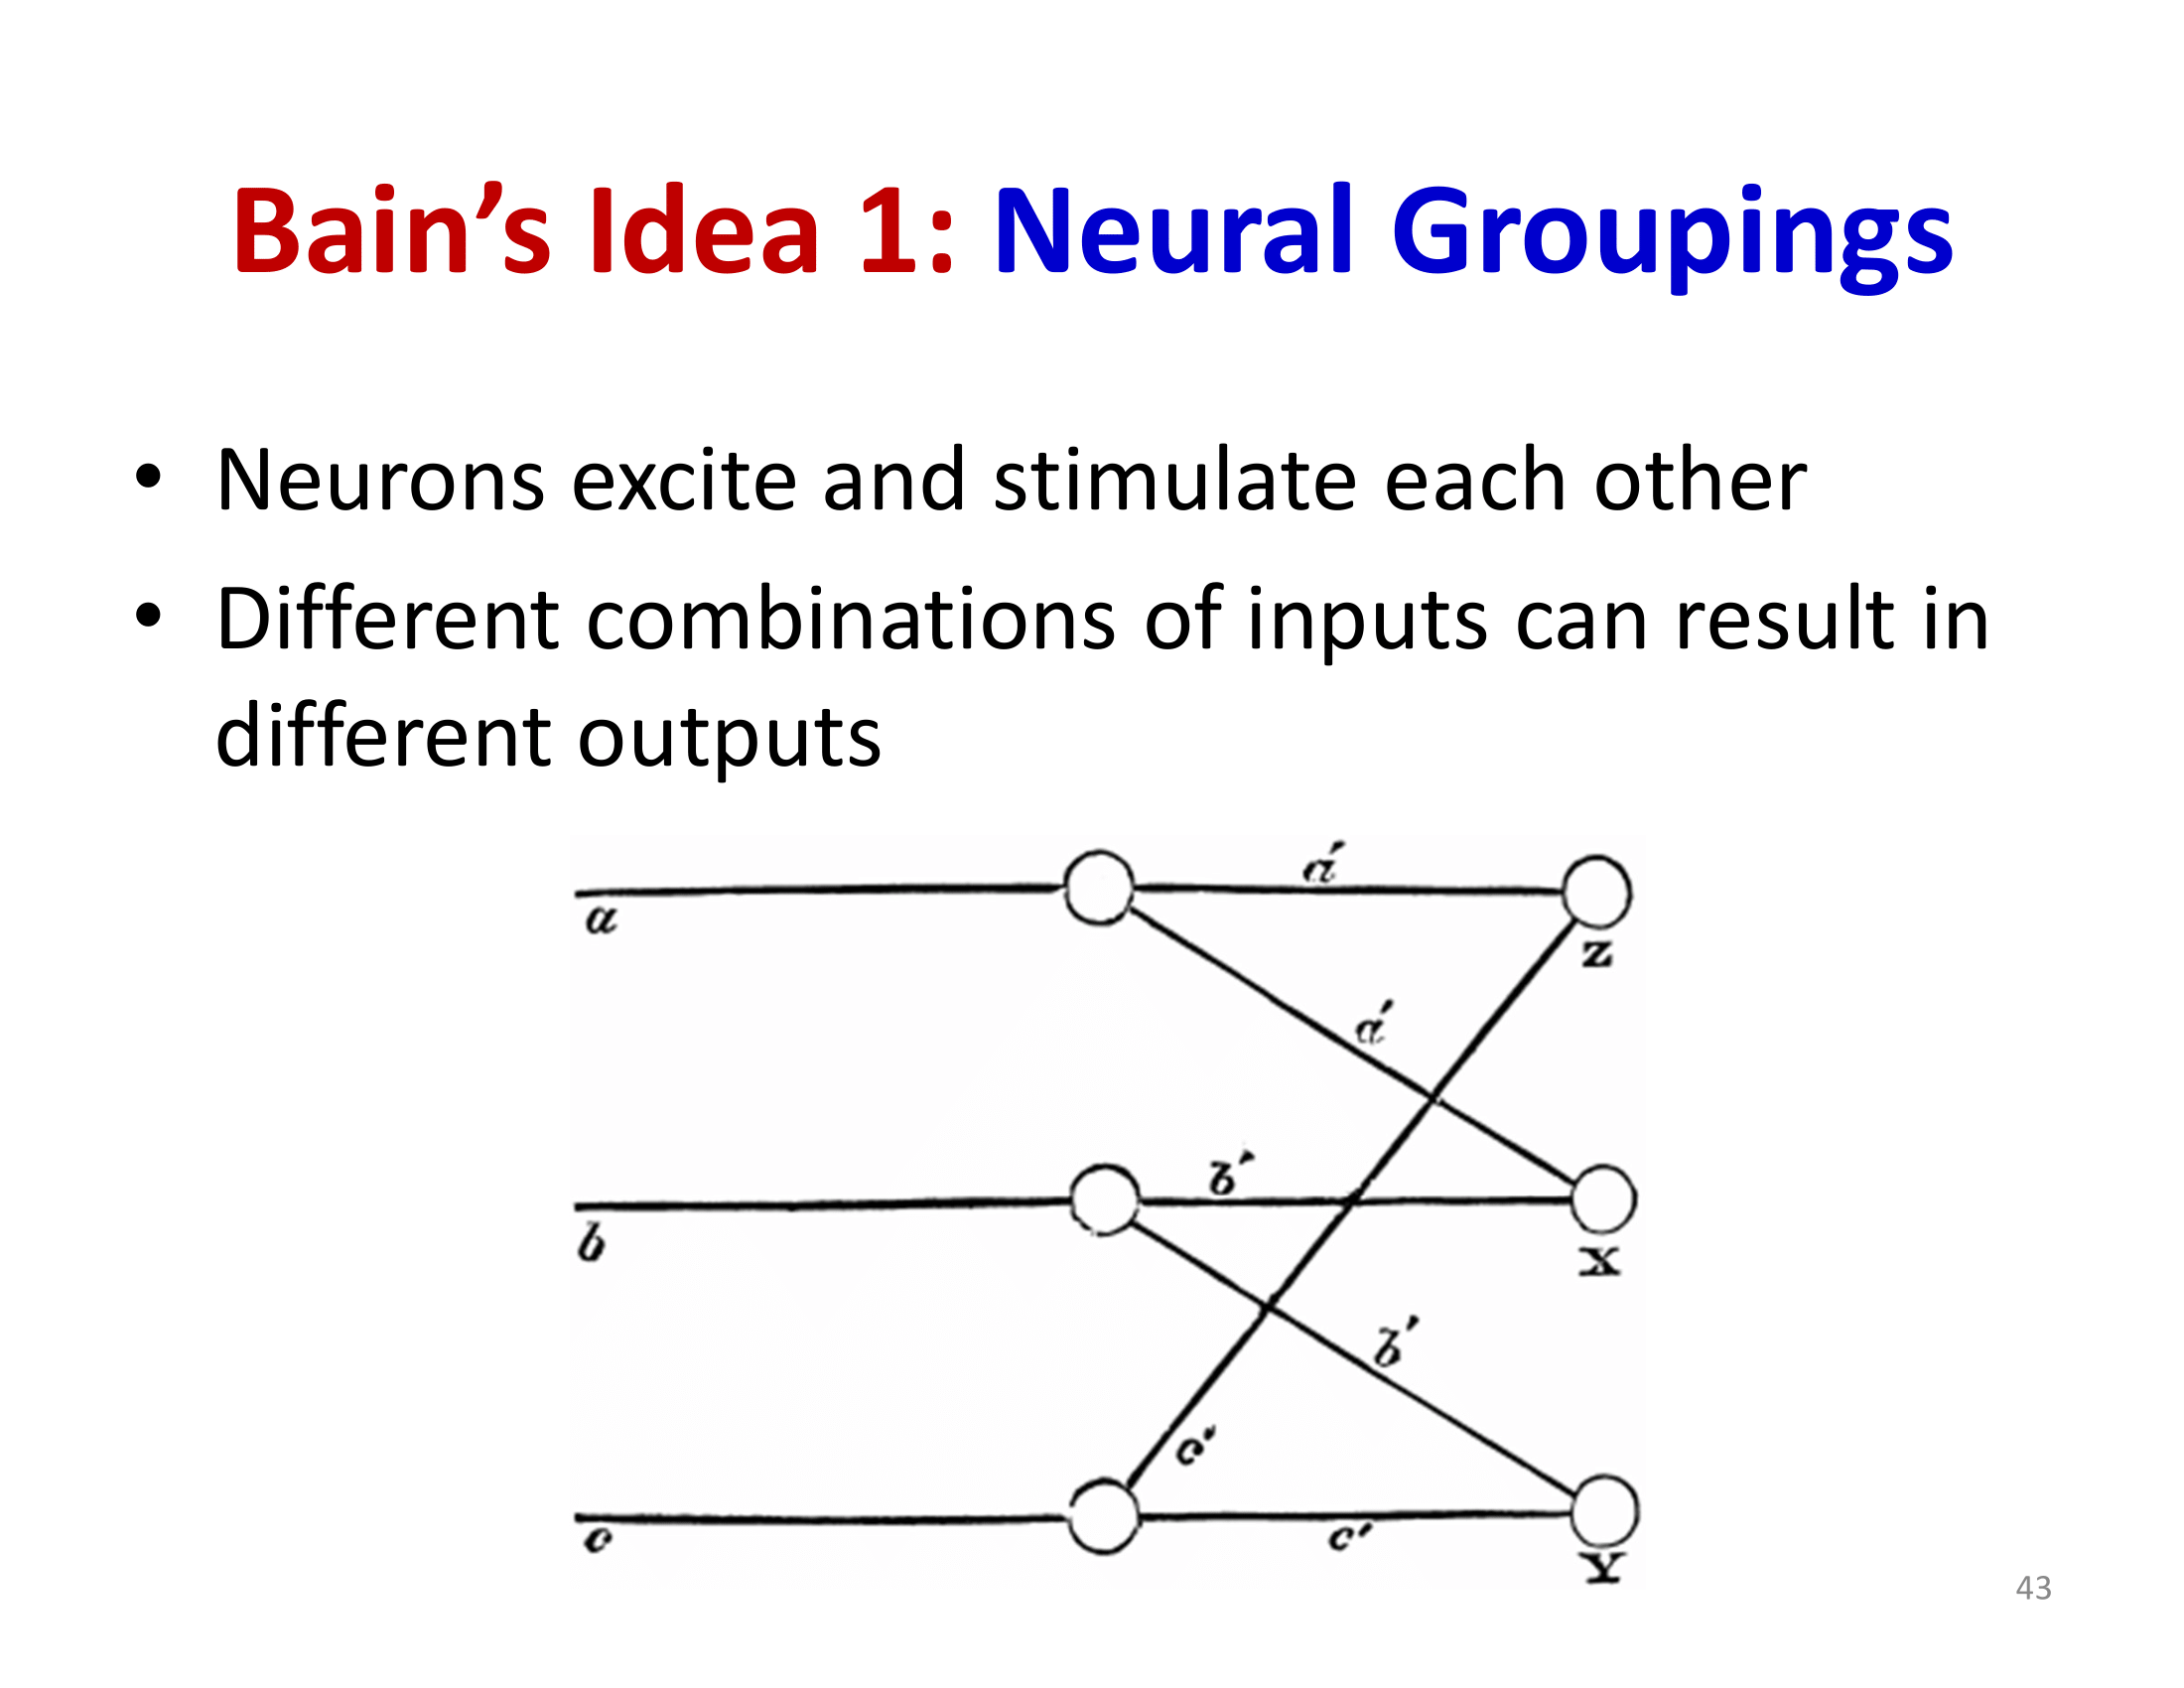 Bain’s Idea 1: Neural Groupings
• Neurons excite and stimulate each other
• Different combinations of inputs can result in
different outputs
a′
a
Z
a′
b′
b
X
b′
c′
c
c′
Y
43